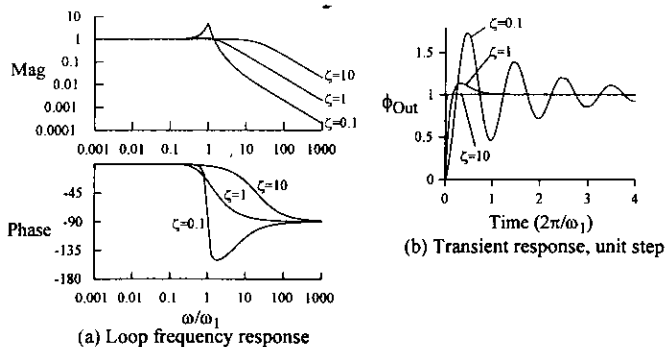 10
1
0.1
0.01
0.001
0.0001
Mag
ζ=10
ζ=1
ζ=0.1
0.001 0.01 0.1 1 10 100 1000
-45
-90
-135
-180
Phase
ζ=10
ζ=1
ζ=0.1
0.001 0.01 0.1 1 10 100 1000
ω/ω1
(a) Loop frequency response
1.5
1
0.5
0
ϕOut
ζ=0.1
ζ=1
ζ=10
0 1 2 3 4
Time (2π/ω1)
(b) Transient response, unit step